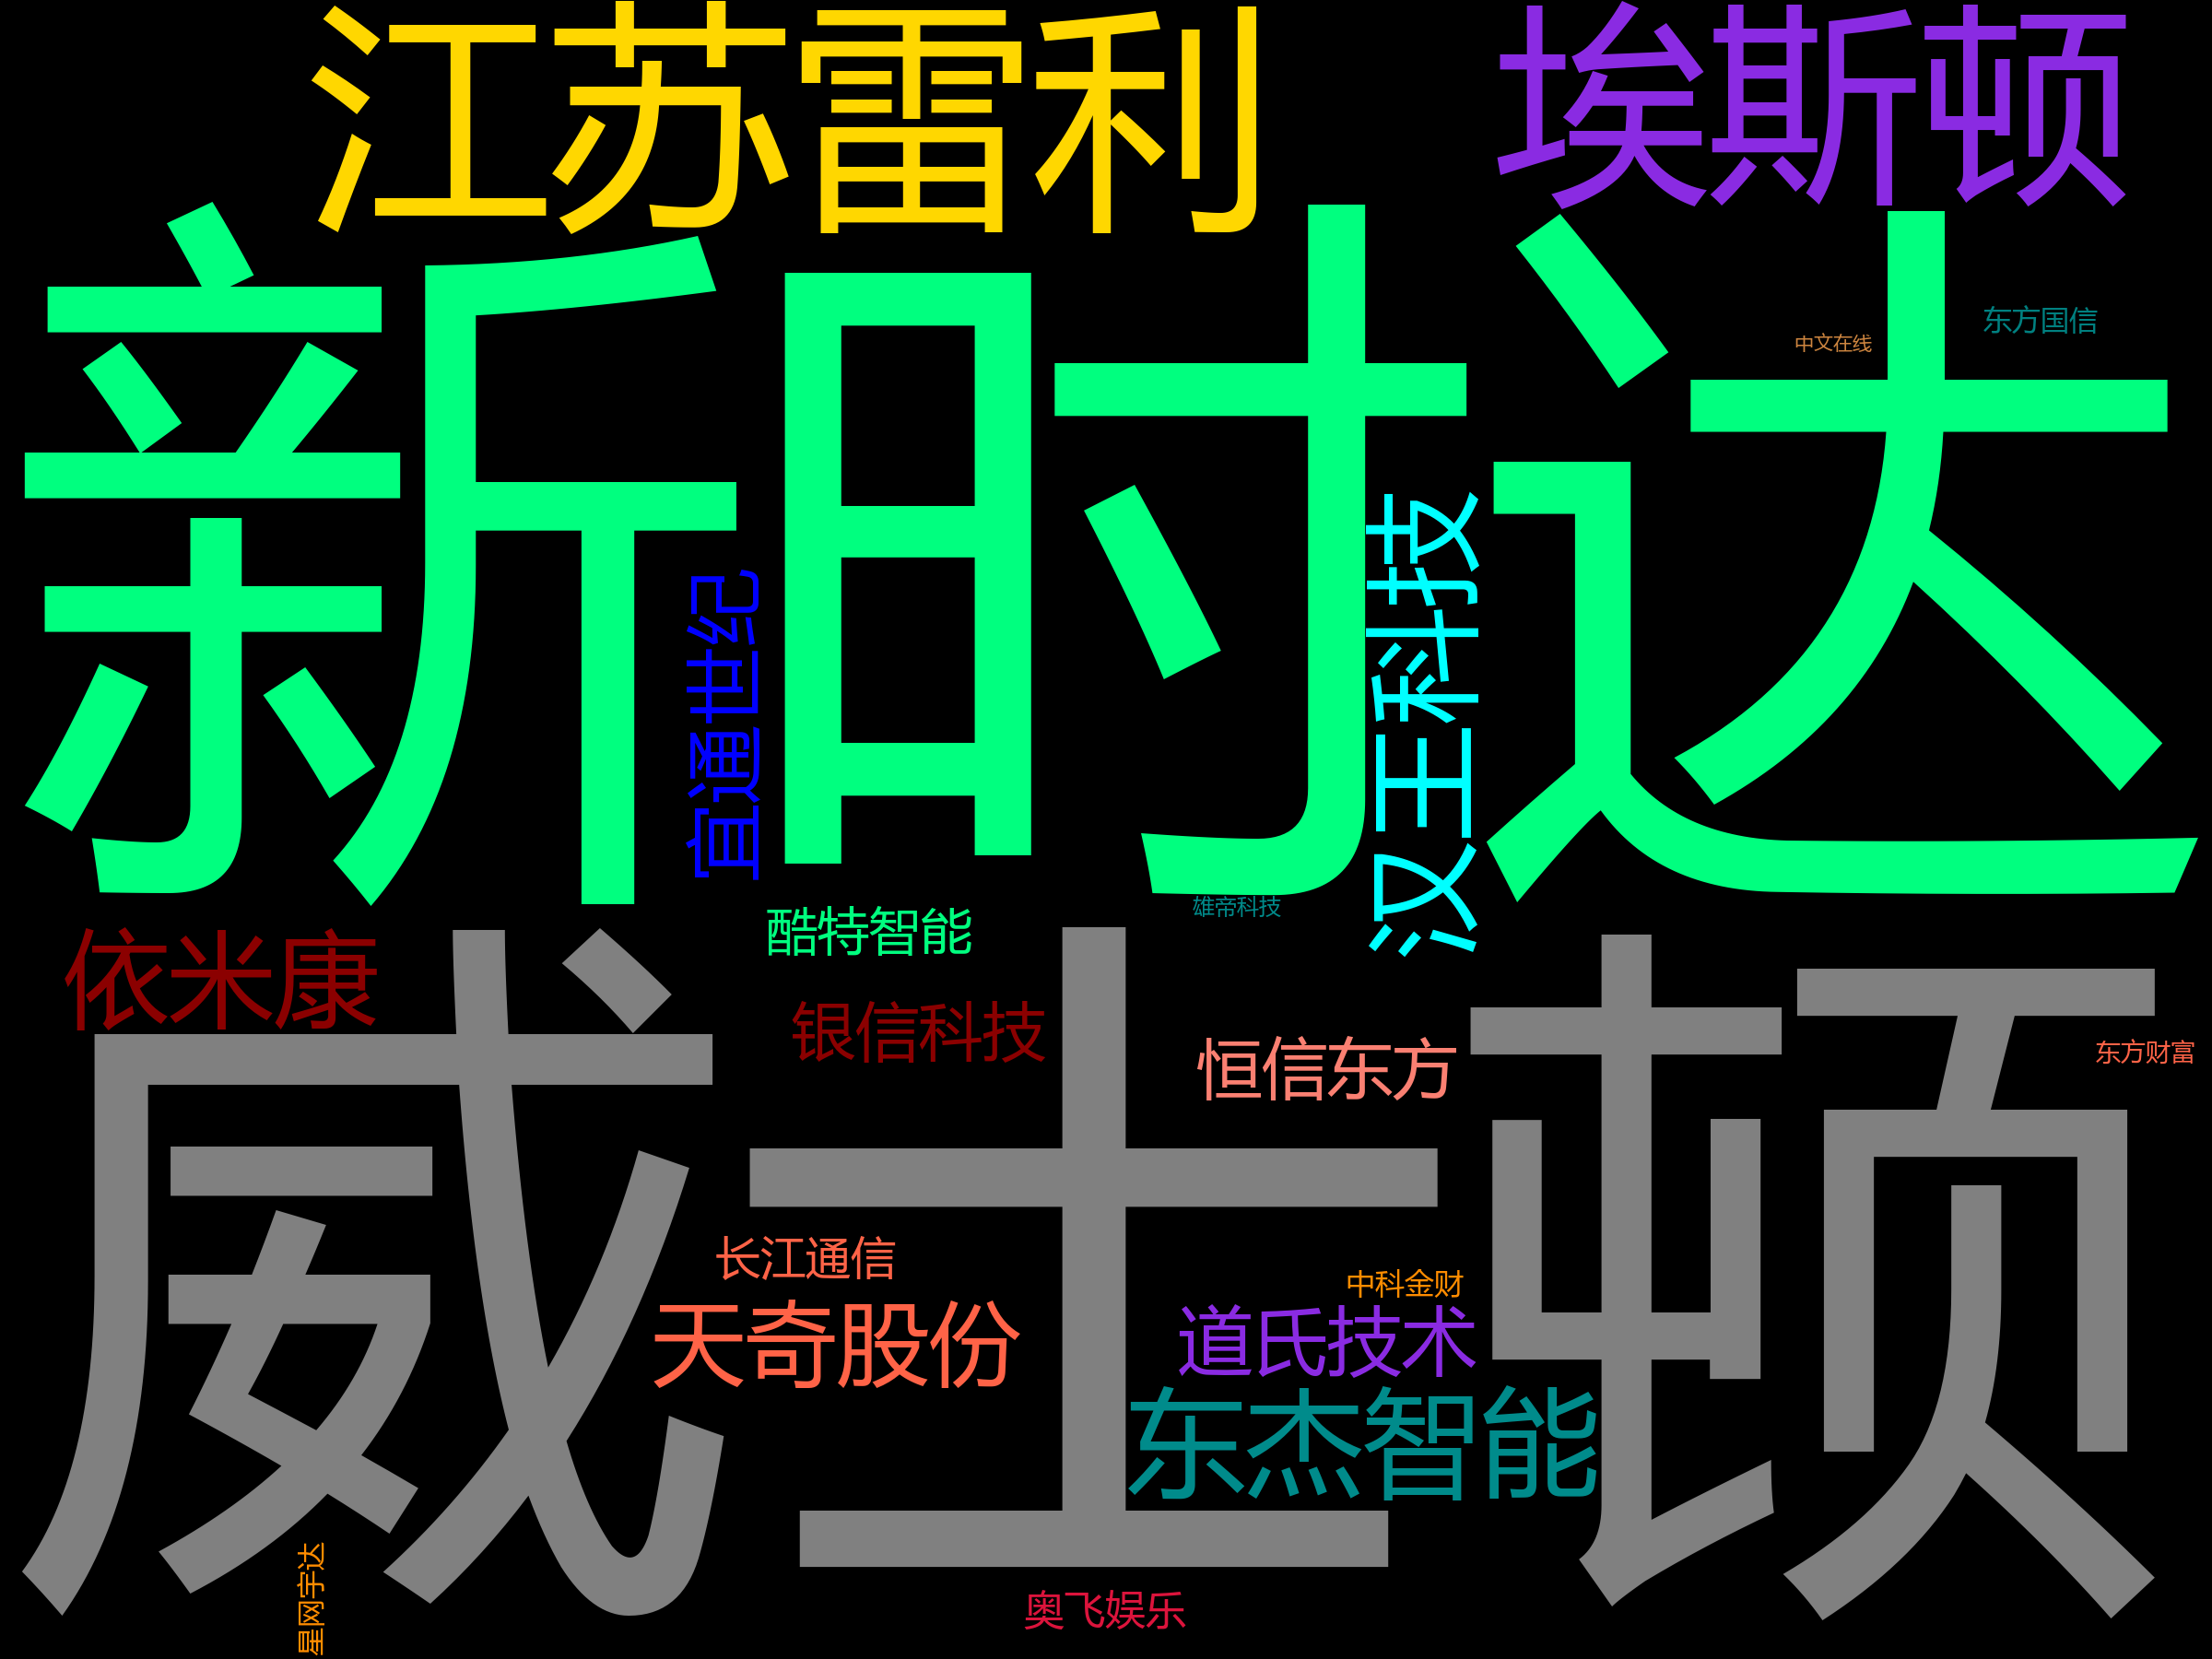 江苏雷利
埃斯顿
新时达
东方国信
中文在线
汉王科技
直通世纪
酷特智能
任子行科技
依米康
威士顿
银信科技
恒信东方
东方财富
长江通信
中科金财
天奇股份
道氏技术
东杰智能
星网宇达
奥飞娱乐